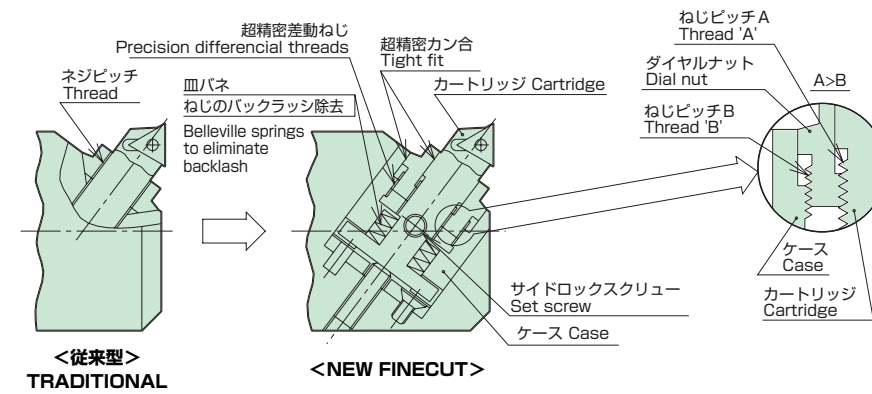 ネジピッチ
Thread
超精密差動ねじ
Precision differencial threads
皿バネ
ねじのバックラッシ除去
Belleville springs
to eliminate
backlash
超精密カン合
Tight fit
カートリッジ Cartridge
ねじピッチA
Thread 'A'
ダイヤルナット
Dial nut
ねじピッチB
Thread 'B'
A>B
ケース
Case
カートリッジ
Cartridge
サイドロックスクリュー
Set screw
ケース Case
<従来型>
TRADITIONAL
<NEW FINECUT>